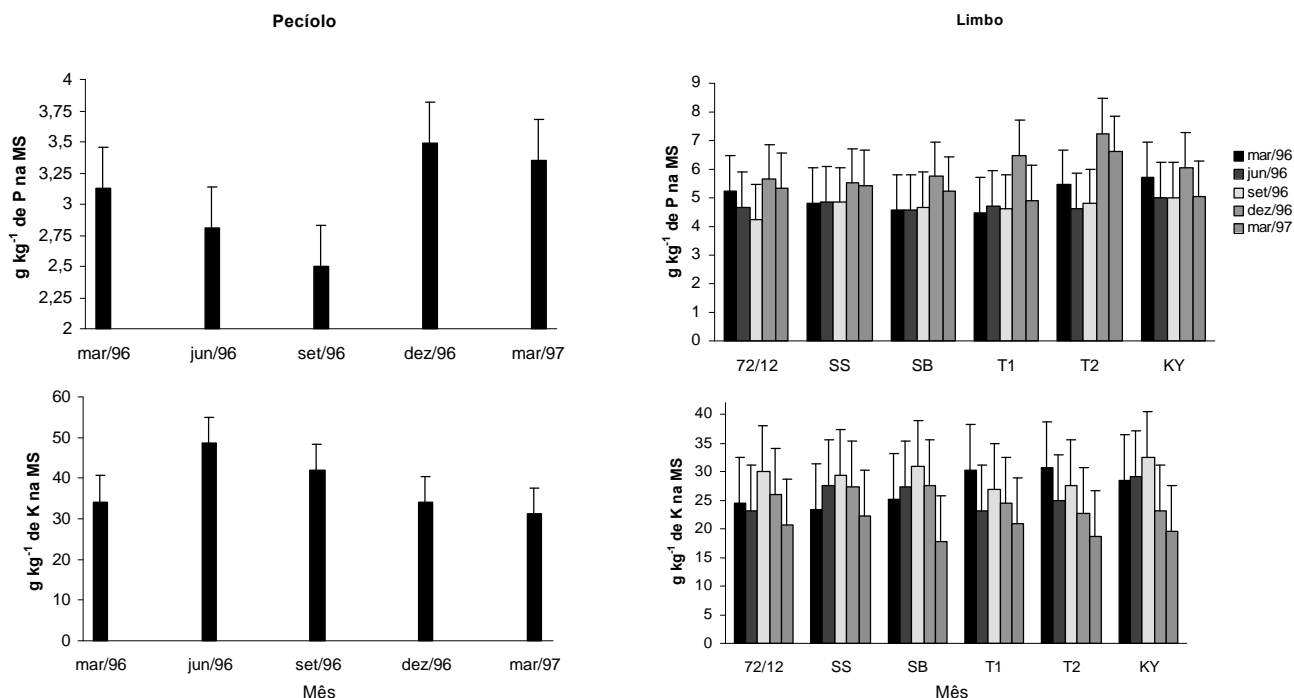 Pecíolo
g kg-1 de P na MS
4
3,75
3,5
3,25
3
2,75
2,5
2,25
2
mar/96 jun/96 set/96 dez/96 mar/97
g kg-1 de K na MS
60
50
40
30
20
10
0
mar/96 jun/96 set/96 dez/96 mar/97
Mês
Limbo
g kg-1 de P na MS
9
8
7
6
5
4
3
2
1
0
72/12 SS SB T1 T2 KY
mar/96
jun/96
set/96
dez/96
mar/97
g kg-1 de K na MS
40
35
30
25
20
15
10
5
0
72/12 SS SB T1 T2 KY
Mês